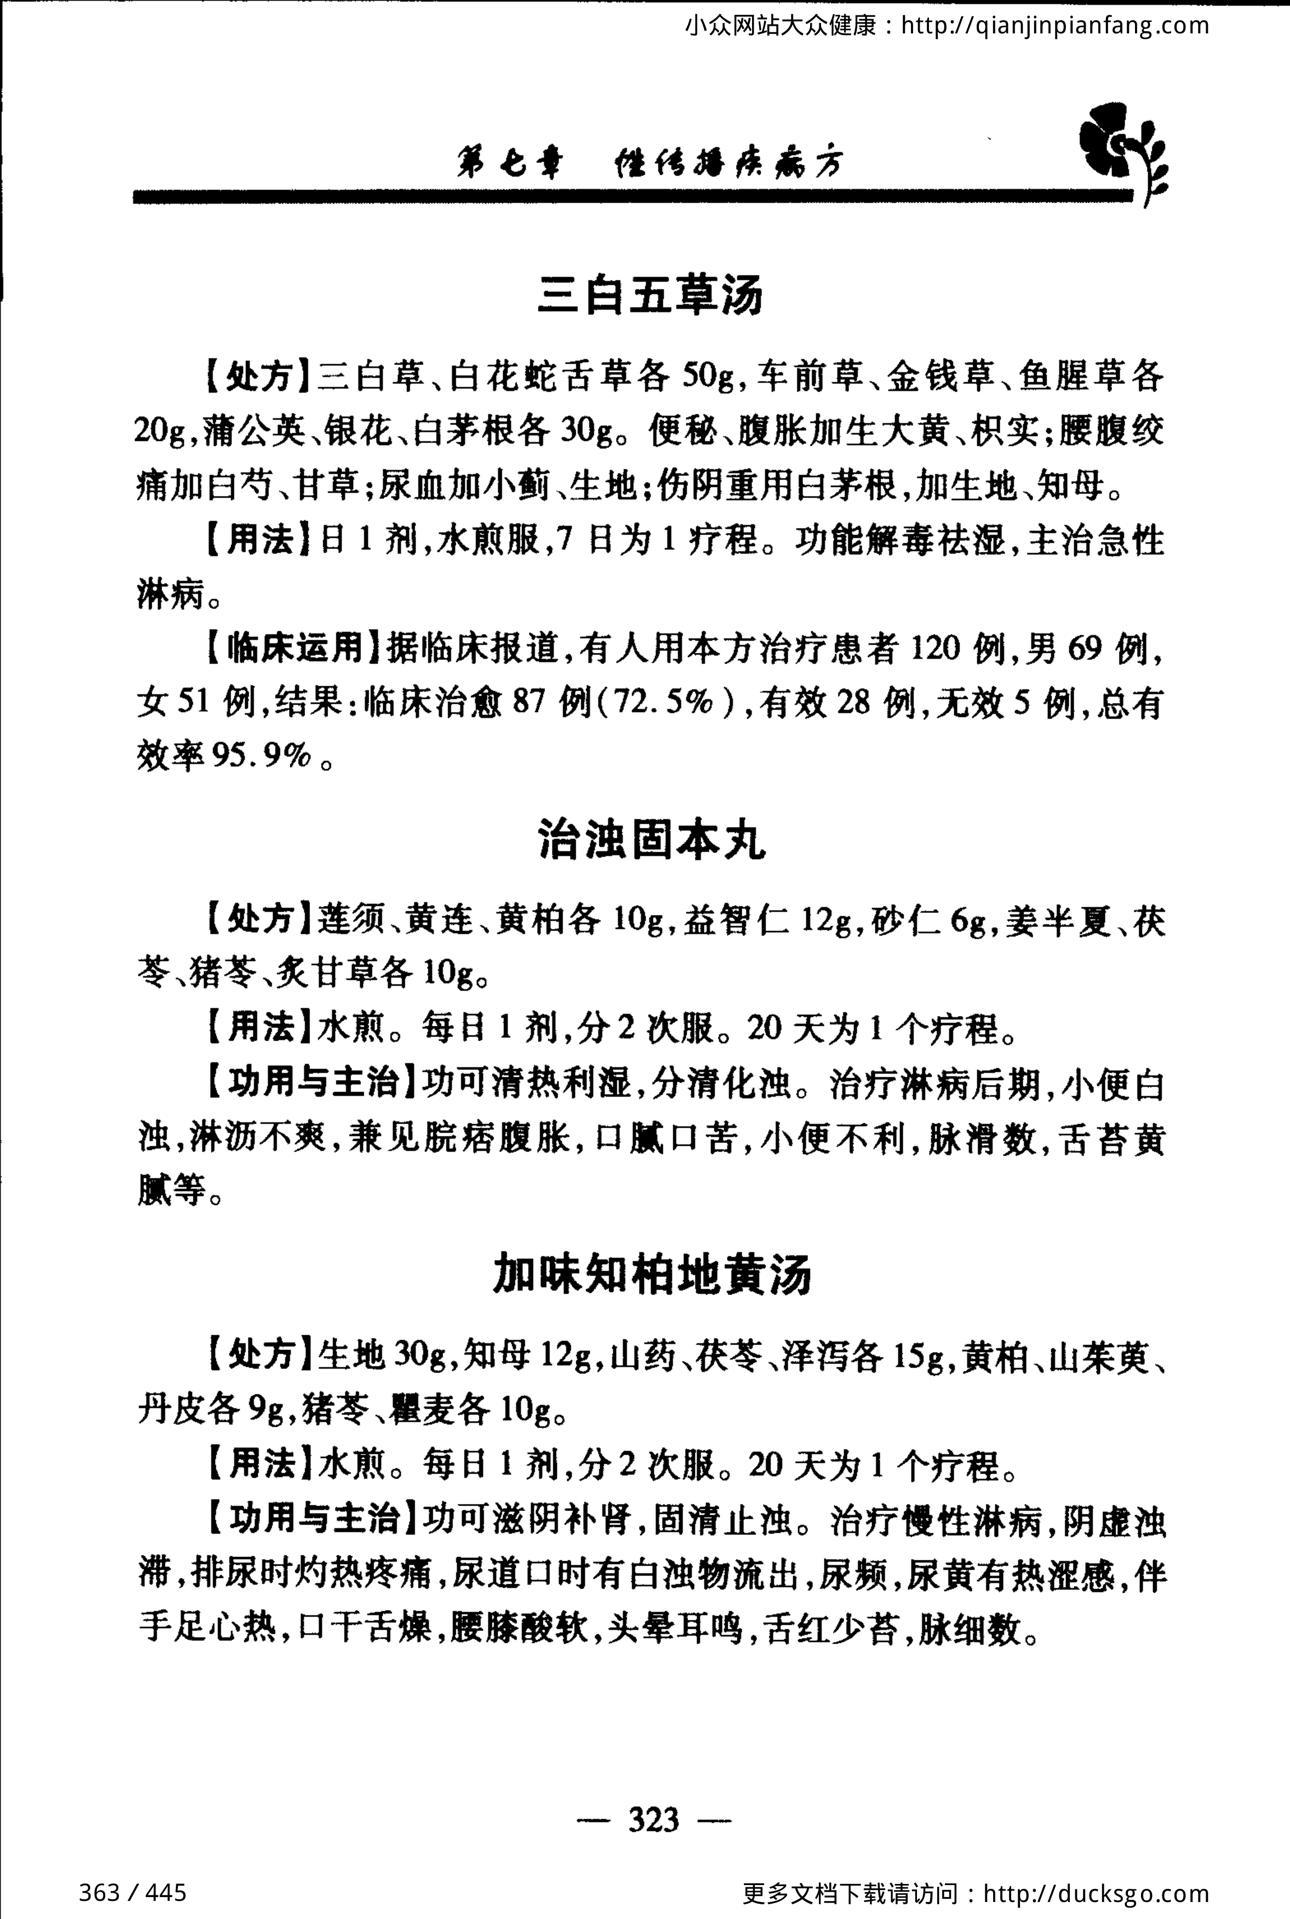 小众网站大众健康：http://qianjinpianfang.com
第七章 性传播疾病方
三白五草汤
【处方】三白草、白花蛇舌草各 50g,车前草、金钱草、鱼腥草各
20g,蒲公英、银花、白茅根各 30g。便秘、腹胀加生大黄、枳实;腰腹绞
痛加白芍、甘草;尿血加小蓟、生地;伤阴重用白茅根,加生地、知母。
【用法】日 1 剂,水煎服,7 日为 1 疗程。功能解毒祛湿,主治急性
淋病。
【临床运用】据临床报道,有人用本方治疗患者 120 例,男 69 例,
女 51 例,结果:临床治愈 87 例(72.5%),有效 28 例,无效 5 例,总有
效率 95.9%。
治浊固本丸
【处方】莲须、黄连、黄柏各 10g,益智仁 12g,砂仁 6g,姜半夏、茯
苓、猪苓、炙甘草各 10g。
【用法】水煎。每日 1 剂,分 2 次服。20 天为 1 个疗程。
【功用与主治】功可清热利湿,分清化浊。治疗淋病后期,小便白
浊,淋沥不爽,兼见脘痞腹胀,口腻口苦,小便不利,脉滑数,舌苔黄
腻等。
加味知柏地黄汤
【处方】生地 30g,知母 12g,山药、茯苓、泽泻各 15g,黄柏、山茱萸、
丹皮各 9g,猪苓、瞿麦各 10g。
【用法】水煎。每日 1 剂,分 2 次服。20 天为 1 个疗程。
【功用与主治】功可滋阴补肾,固清止浊。治疗慢性淋病,阴虚浊
滞,排尿时灼热疼痛,尿道口时有白浊物流出,尿频,尿黄有热涩感,伴
手足心热,口干舌燥,腰膝酸软,头晕耳鸣,舌红少苔,脉细数。
— 323 —
363 / 445
更多文档下载请访问：http://ducksgo.com